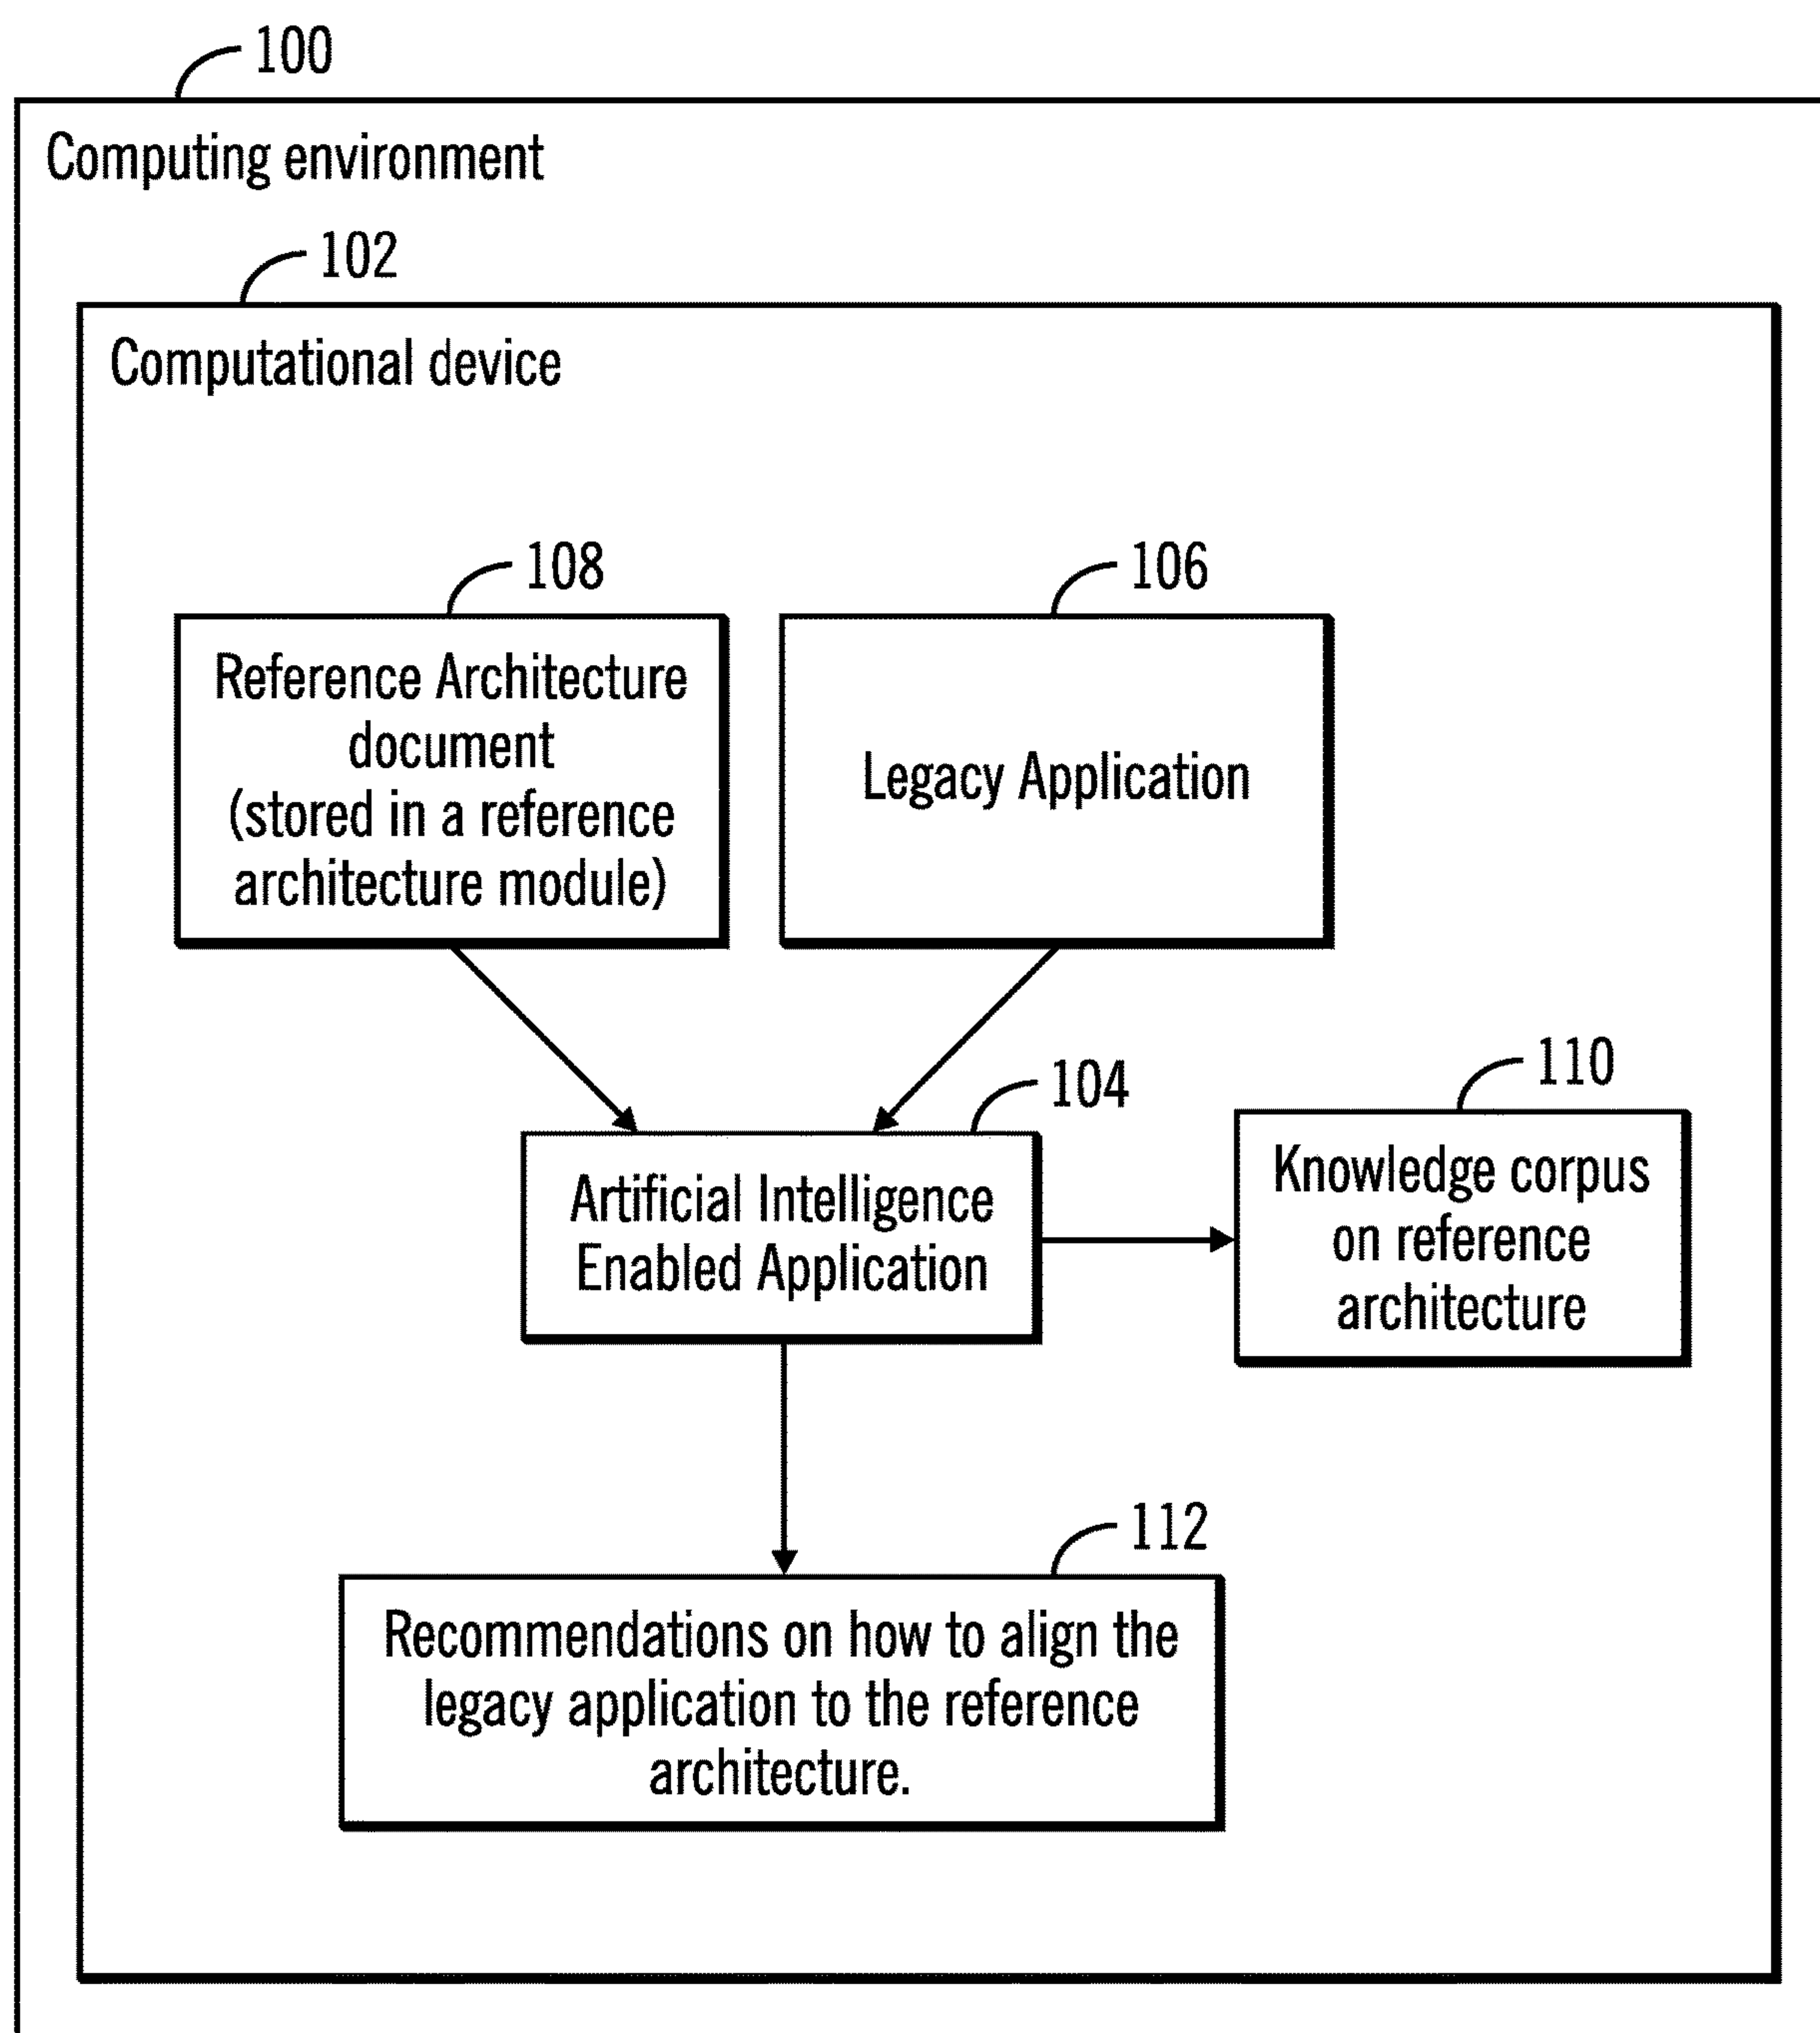 100
Computing environment
102
Computational device
108
Reference Architecture
document
(stored in a reference
architecture module)
106
Legacy Application
104
Artificial Intelligence
Enabled Application
110
Knowledge corpus
on reference
architecture
112
Recommendations on how to align the
legacy application to the reference
architecture.